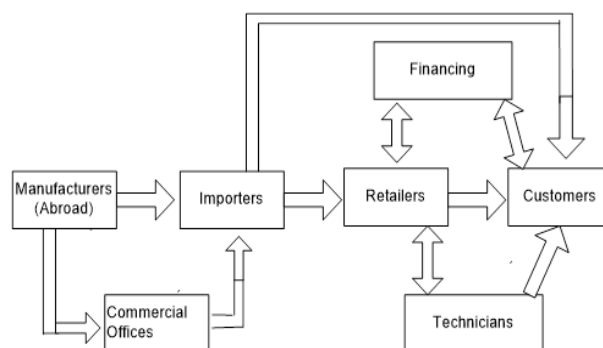 Financing
Manufacturers
(Abroad)
Importers
Retailers
Customers
Commercial
Offices
Technicians